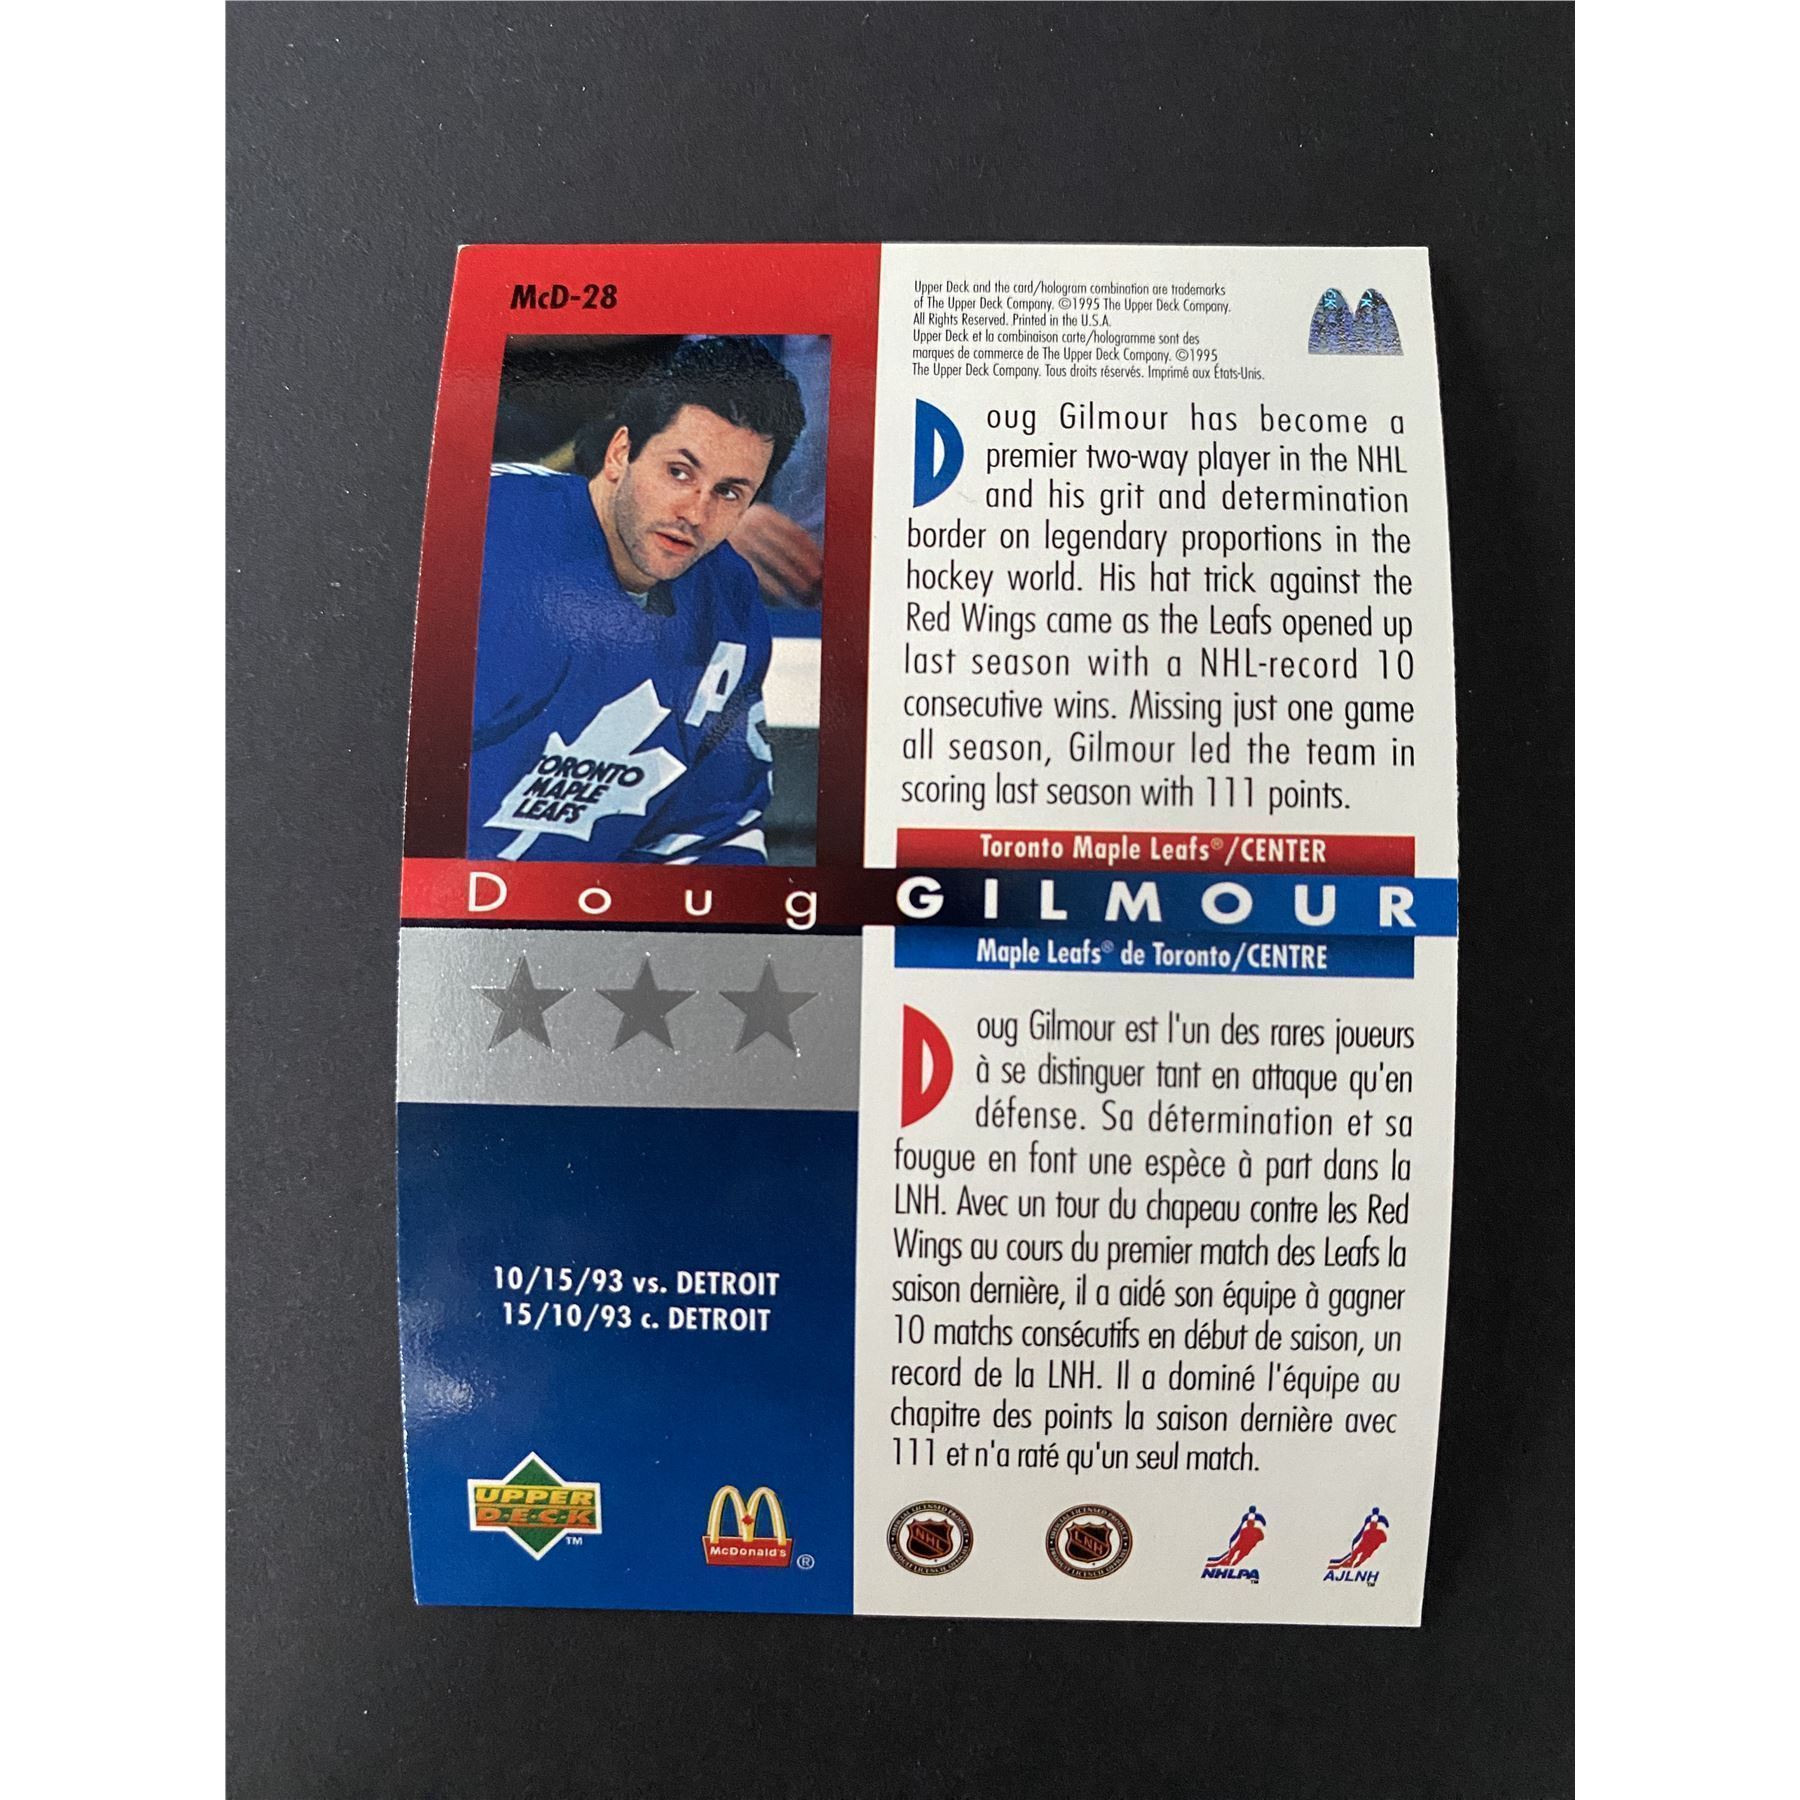 McD-28
TORONTO
MAPLE
LEAFS
A
Upper Deck and the card/hologram combination are trademarks
of The Upper Deck Company. ©1995 The Upper Deck Company.
All Rights Reserved. Printed in the U.S.A.
Upper Deck et la combinaison carte/hologramme sont des
marques de commerce de The Upper Deck Company. ©1995
The Upper Deck Company. Tous droits réservés. Imprimé aux États-Unis.
Doug Gilmour has become a
premier two-way player in the NHL
and his grit and determination
border on legendary proportions in the
hockey world. His hat trick against the
Red Wings came as the Leafs opened up
last season with a NHL-record 10
consecutive wins. Missing just one game
all season, Gilmour led the team in
scoring last season with 111 points.
Toronto Maple Leafs®/CENTER
Doug GILMOUR
Maple Leafs® de Toronto/CENTRE
Doug Gilmour est l'un des rares joueurs
à se distinguer tant en attaque qu'en
défense. Sa détermination et sa
fougue en font une espèce à part dans la
LNH. Avec un tour du chapeau contre les Red
Wings au cours du premier match des Leafs la
saison dernière, il a aidé son équipe à gagner
10 matchs consécutifs en début de saison, un
record de la LNH. Il a dominé l'équipe au
chapitre des points la saison dernière avec
111 et n'a raté qu'un seul match.
10/15/93 vs. DETROIT
15/10/93 c. DETROIT
UPPER
D·E·C·K
TM
McDonald's ®
NHL
LNH
NHLPA
TM
AJLNH
TM